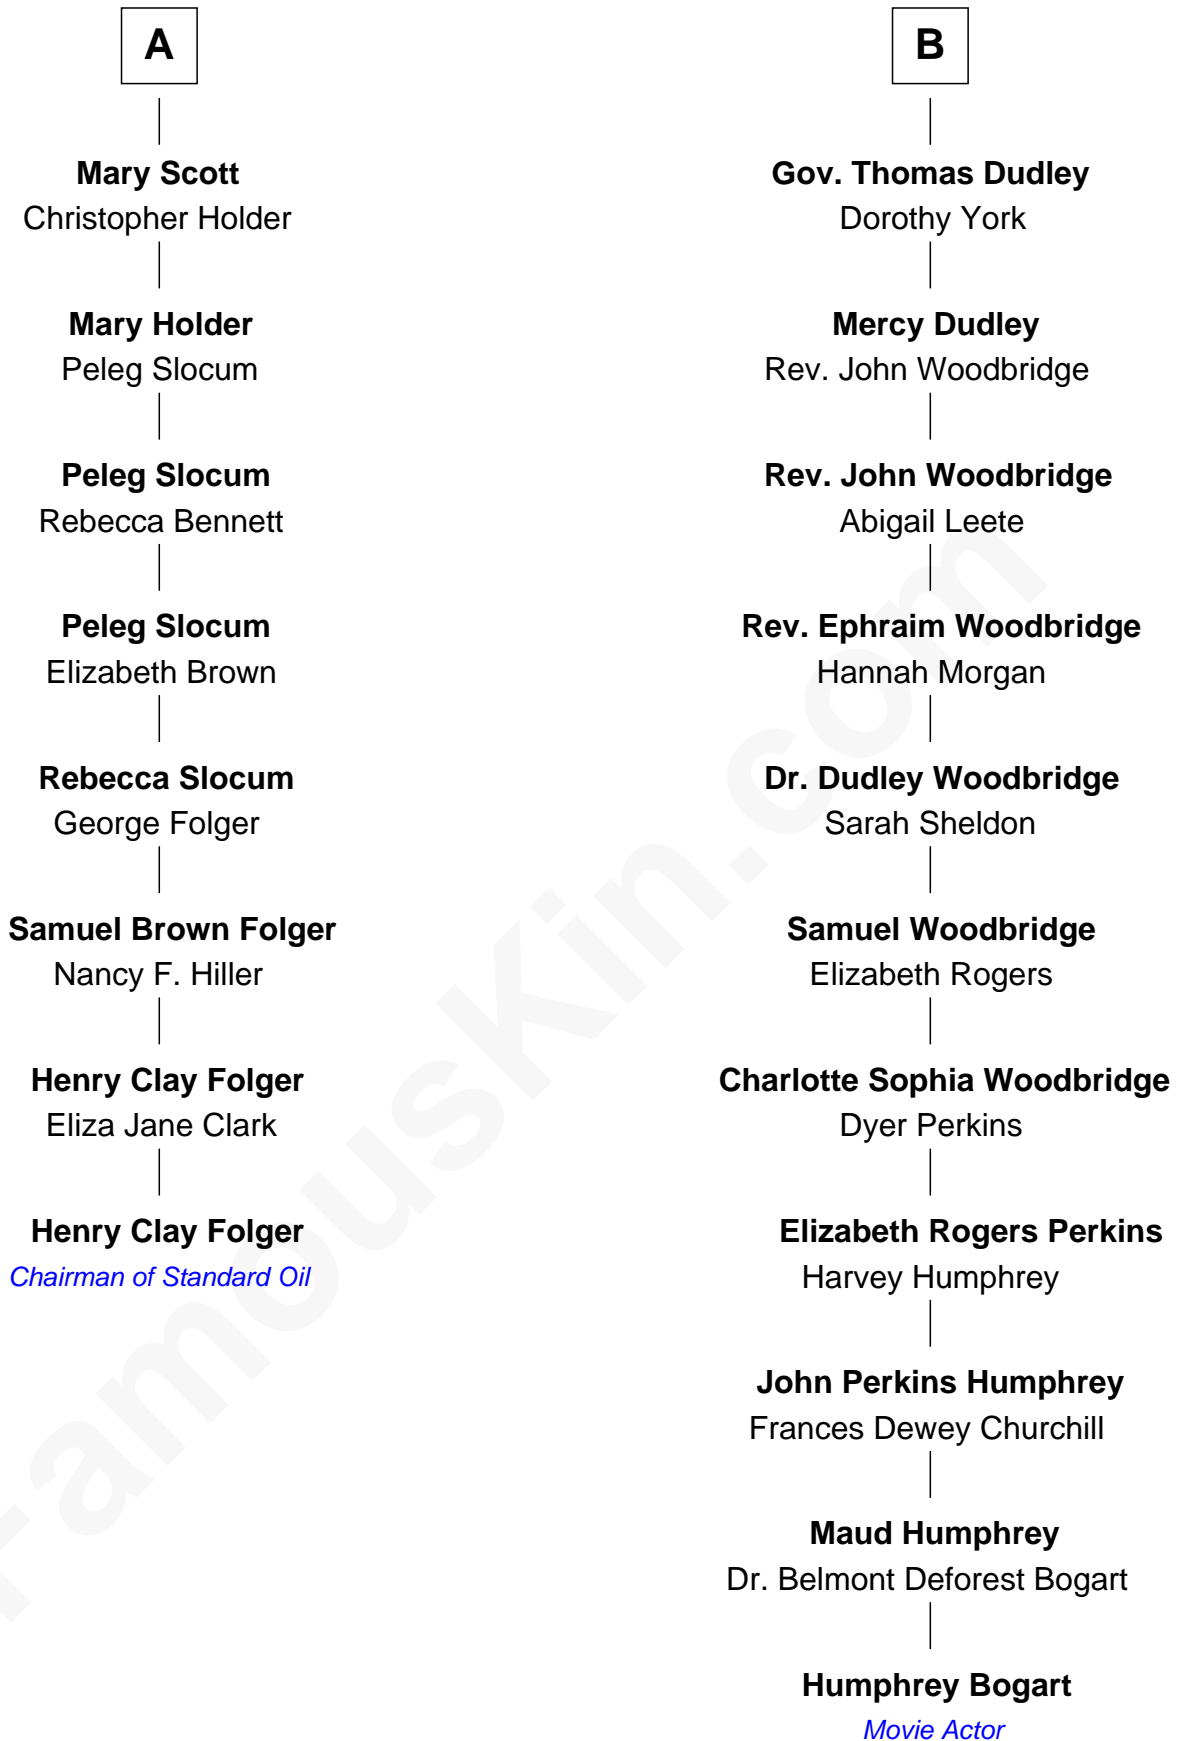 A
Mary Scott
Christopher Holder
Mary Holder
Peleg Slocum
Peleg Slocum
Rebecca Bennett
Peleg Slocum
Elizabeth Brown
Rebecca Slocum
George Folger
Samuel Brown Folger
Nancy F. Hiller
Henry Clay Folger
Eliza Jane Clark
Henry Clay Folger
Chairman of Standard Oil
B
Gov. Thomas Dudley
Dorothy York
Mercy Dudley
Rev. John Woodbridge
Rev. John Woodbridge
Abigail Leete
Rev. Ephraim Woodbridge
Hannah Morgan
Dr. Dudley Woodbridge
Sarah Sheldon
Samuel Woodbridge
Elizabeth Rogers
Charlotte Sophia Woodbridge
Dyer Perkins
Elizabeth Rogers Perkins
Harvey Humphrey
John Perkins Humphrey
Frances Dewey Churchill
Maud Humphrey
Dr. Belmont Deforest Bogart
Humphrey Bogart
Movie Actor
FamousKin.com